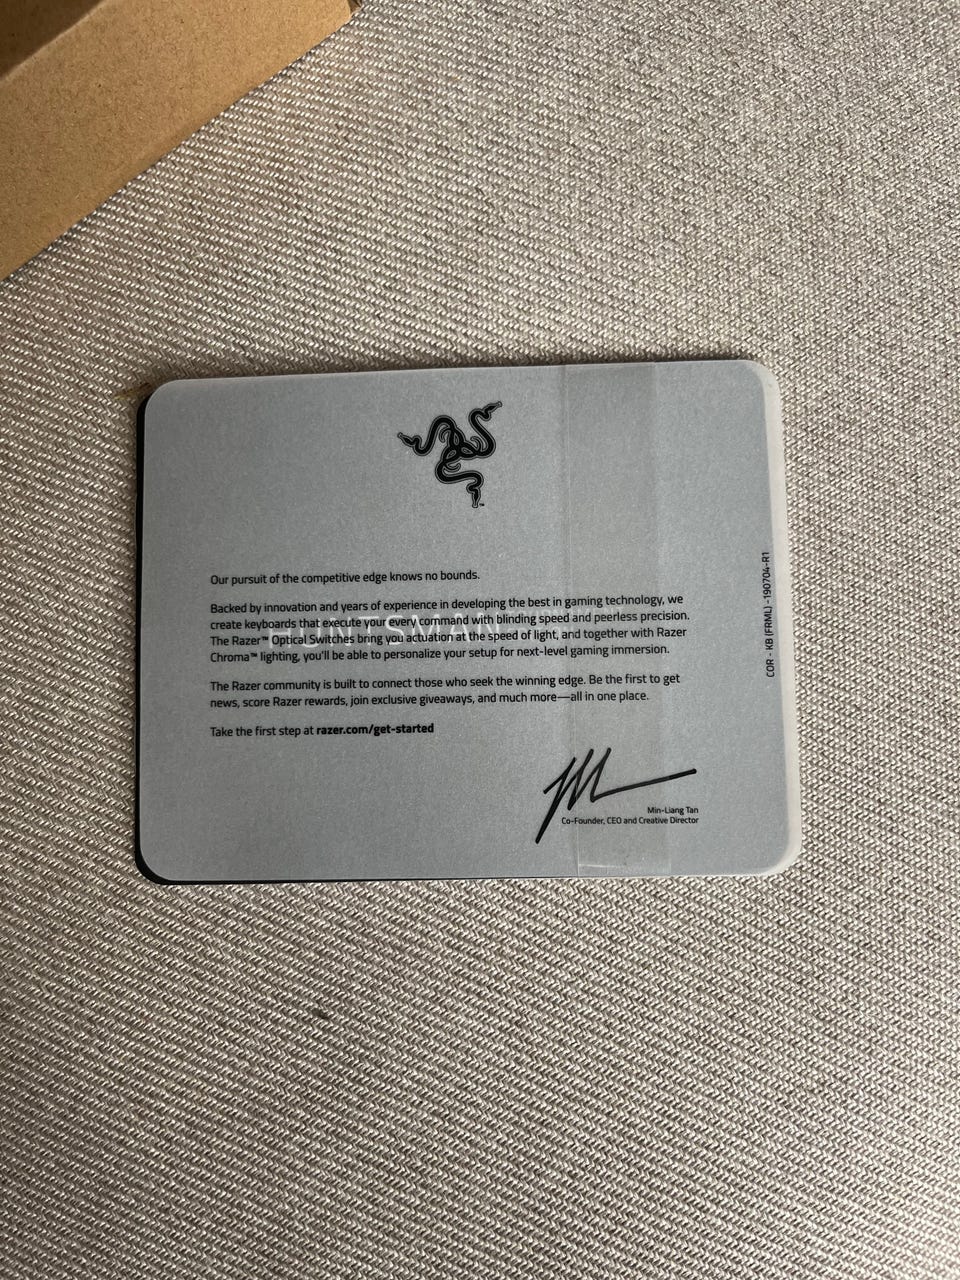 Our pursuit of the competitive edge knows no bounds.
Backed by innovation and years of experience in developing the best in gaming technology, we
create keyboards that execute your every command with blinding speed and peerless precision.
The Razer™ Optical Switches bring you actuation at the speed of light, and together with Razer
Chroma™ lighting, you'll be able to personalize your setup for next-level gaming immersion.
The Razer community is built to connect those who seek the winning edge. Be the first to get
news, score Razer rewards, join exclusive giveaways, and much more—all in one place.
Take the first step at razer.com/get-started
Min-Liang Tan
Co-Founder, CEO and Creative Director
COR - KB (FRML) -190704-R1